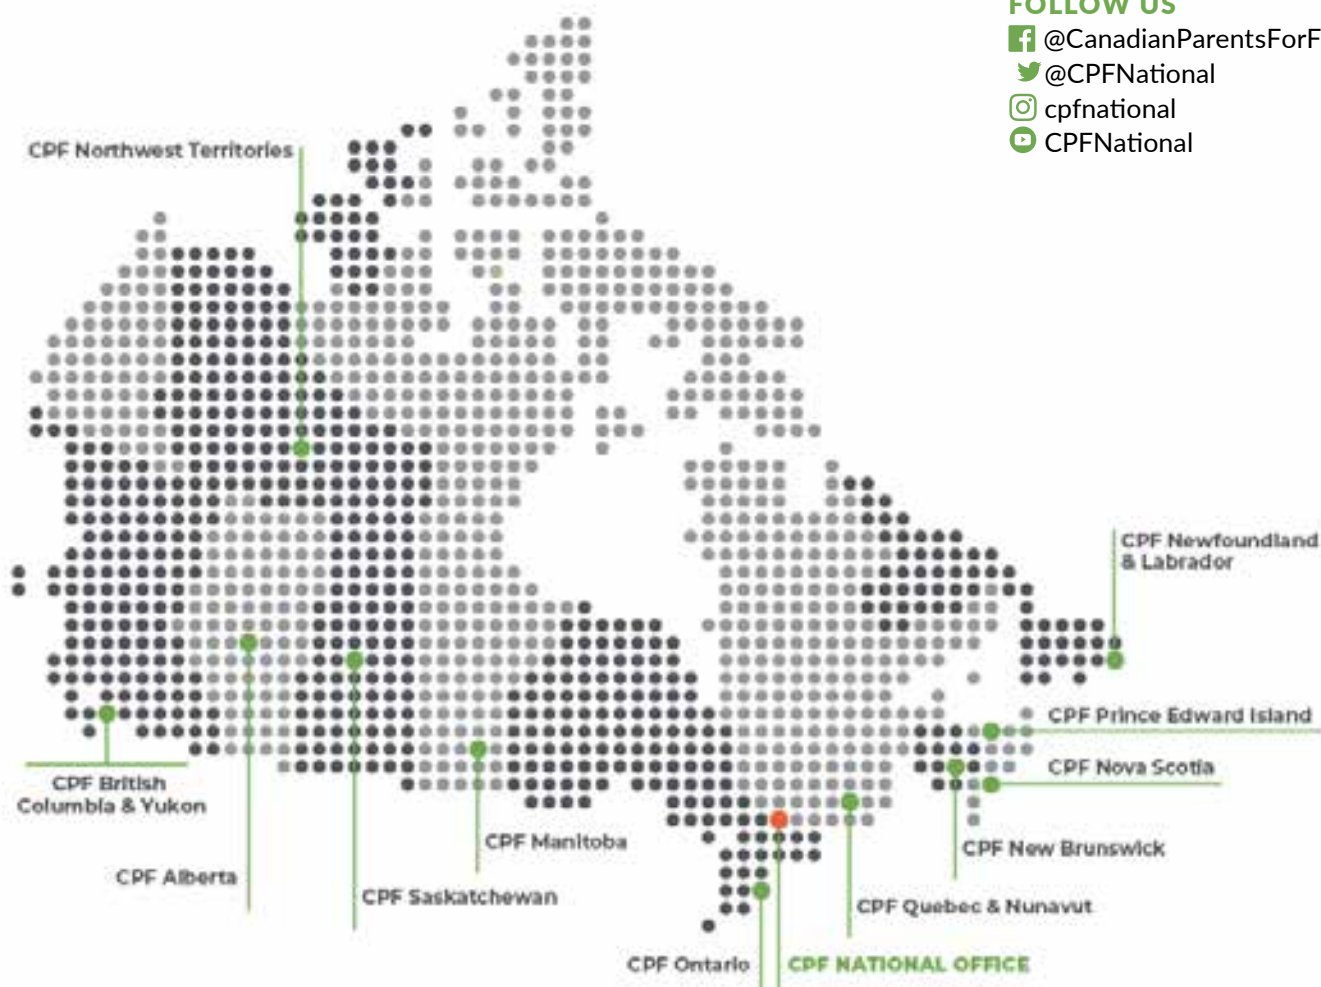 FOLLOW US
@CanadianParentsForF
@CPFNational
cpfnational
CPFNational
CPF Northwest Territories
CPF Newfoundland
& Labrador
CPF Prince Edward Island
CPF Nova Scotia
CPF British
Columbia & Yukon
CPF Manitoba
CPF New Brunswick
CPF Alberta
CPF Saskatchewan
CPF Quebec & Nunavut
CPF Ontario
CPF NATIONAL OFFICE